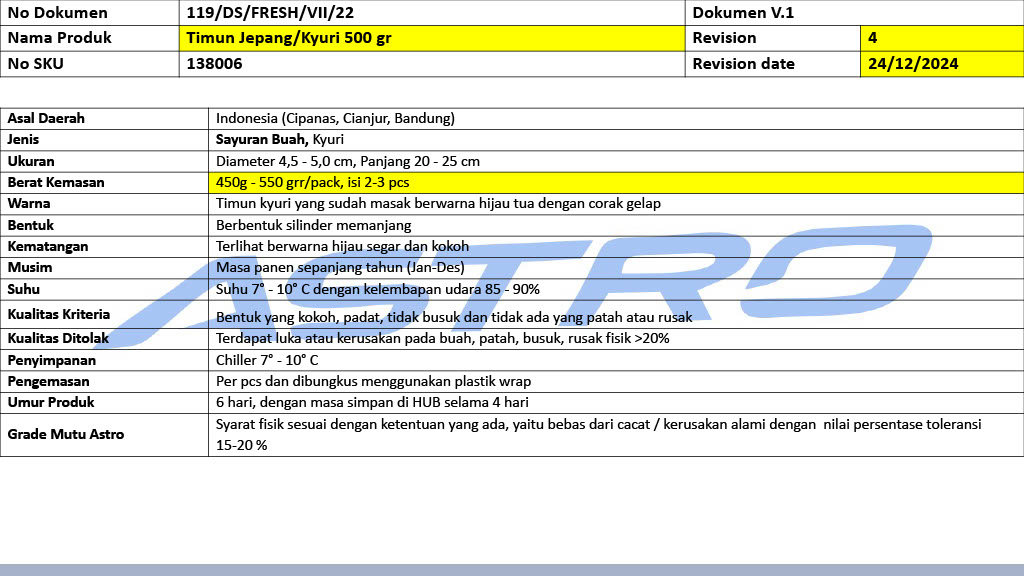 No Dokumen 119/DS/FRESH/VII/22 Dokumen V.1
Nama Produk Timun Jepang/Kyuri 500 gr Revision 4
No SKU 138006 Revision date 24/12/2024
Asal Daerah Indonesia (Cipanas, Cianjur, Bandung)
Jenis Sayuran Buah, Kyuri
Ukuran Diameter 4,5 - 5,0 cm, Panjang 20 - 25 cm
Berat Kemasan 450g - 550 grr/pack, isi 2-3 pcs
Warna Timun kyuri yang sudah masak berwarna hijau tua dengan corak gelap
Bentuk Berbentuk silinder memanjang
Kematangan Terlihat berwarna hijau segar dan kokoh
Musim Masa panen sepanjang tahun (Jan-Des)
Suhu Suhu 7° - 10° C dengan kelembapan udara 85 - 90%
Kualitas Kriteria Bentuk yang kokoh, padat, tidak busuk dan tidak ada yang patah atau rusak
Kualitas Ditolak Terdapat luka atau kerusakan pada buah, patah, busuk, rusak fisik >20%
Penyimpanan Chiller 7° - 10° C
Pengemasan Per pcs dan dibungkus menggunakan plastik wrap
Umur Produk 6 hari, dengan masa simpan di HUB selama 4 hari
Grade Mutu Astro Syarat fisik sesuai dengan ketentuan yang ada, yaitu bebas dari cacat / kerusakan alami dengan nilai persentase toleransi
15-20 %
ASTRO